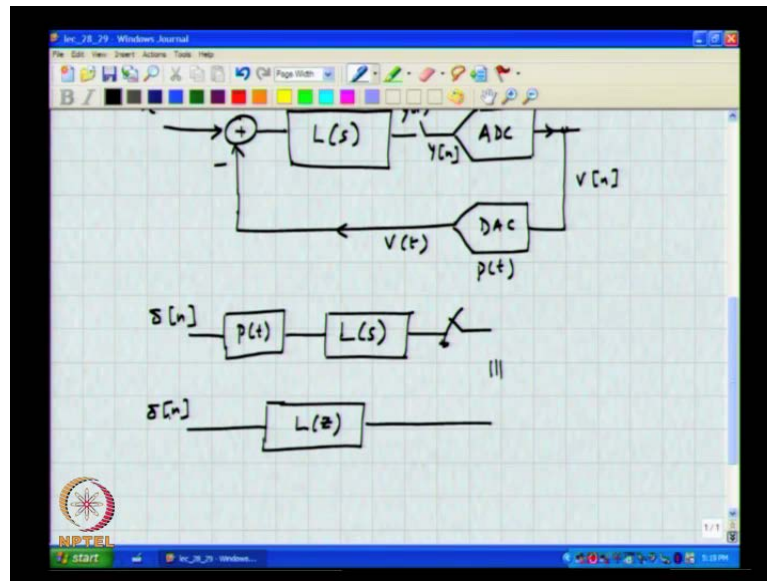 lec_28_29 - Windows Journal
File Edit View Insert Actions Tools Help
Page Width
B I
+
L(s)
Y[n]
ADC
−
V[n]
V(t)
DAC
p(t)
δ[n]
p(t)
L(s)
|||
δ[n]
L(z)
1/1
NPTEL
start
lec_28_29 - Windows...